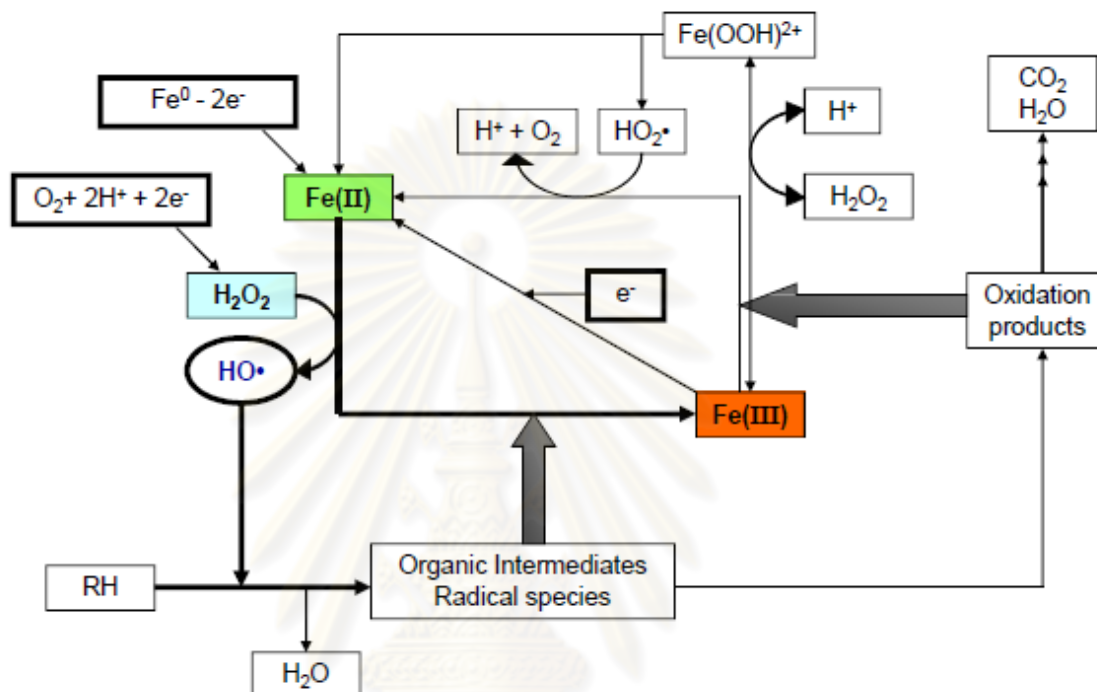 Fe(OOH)²⁺
Fe⁰ - 2e⁻
CO₂
H₂O
H⁺ + O₂
HO₂•
H⁺
O₂+ 2H⁺ + 2e⁻
Fe(II)
H₂O₂
H₂O₂
e⁻
Oxidation
products
HO•
Fe(III)
RH
Organic Intermediates
Radical species
H₂O